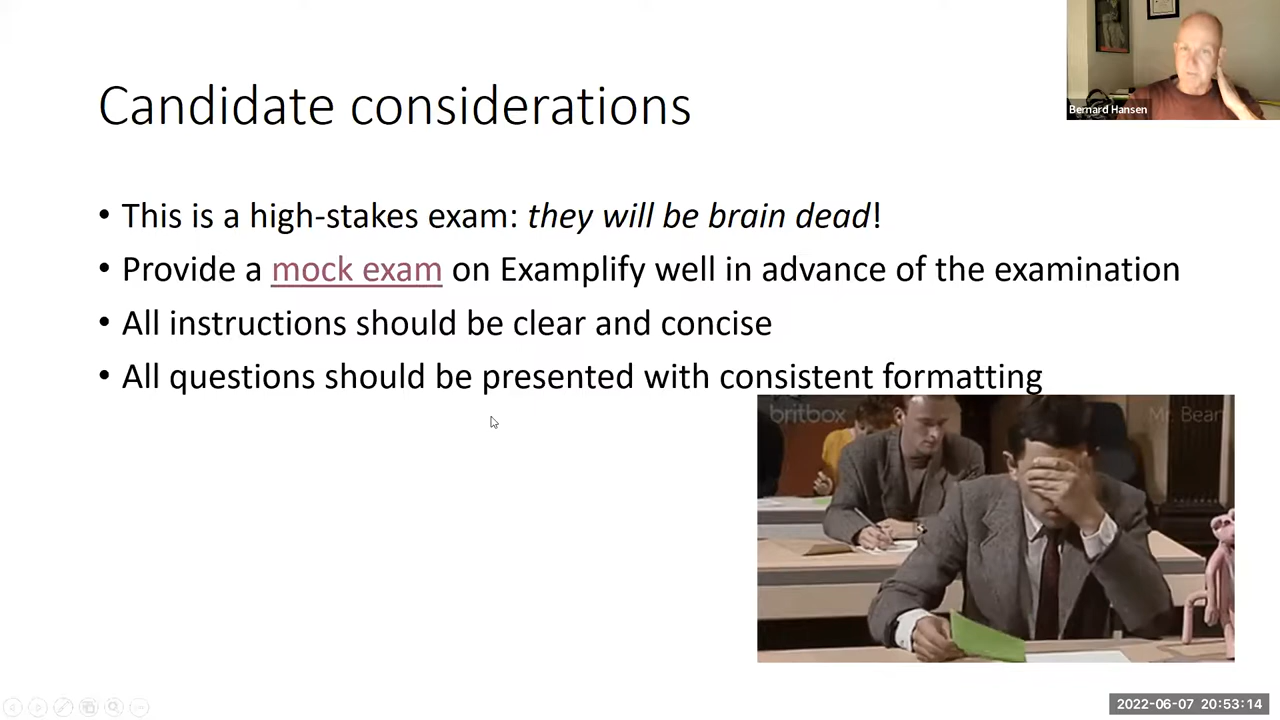 Candidate considerations
Bernard Hansen
• This is a high-stakes exam: they will be brain dead!
• Provide a mock exam on Examplify well in advance of the examination
• All instructions should be clear and concise
• All questions should be presented with consistent formatting
britbox
Mr. Bean
2022-06-07 20:53:14